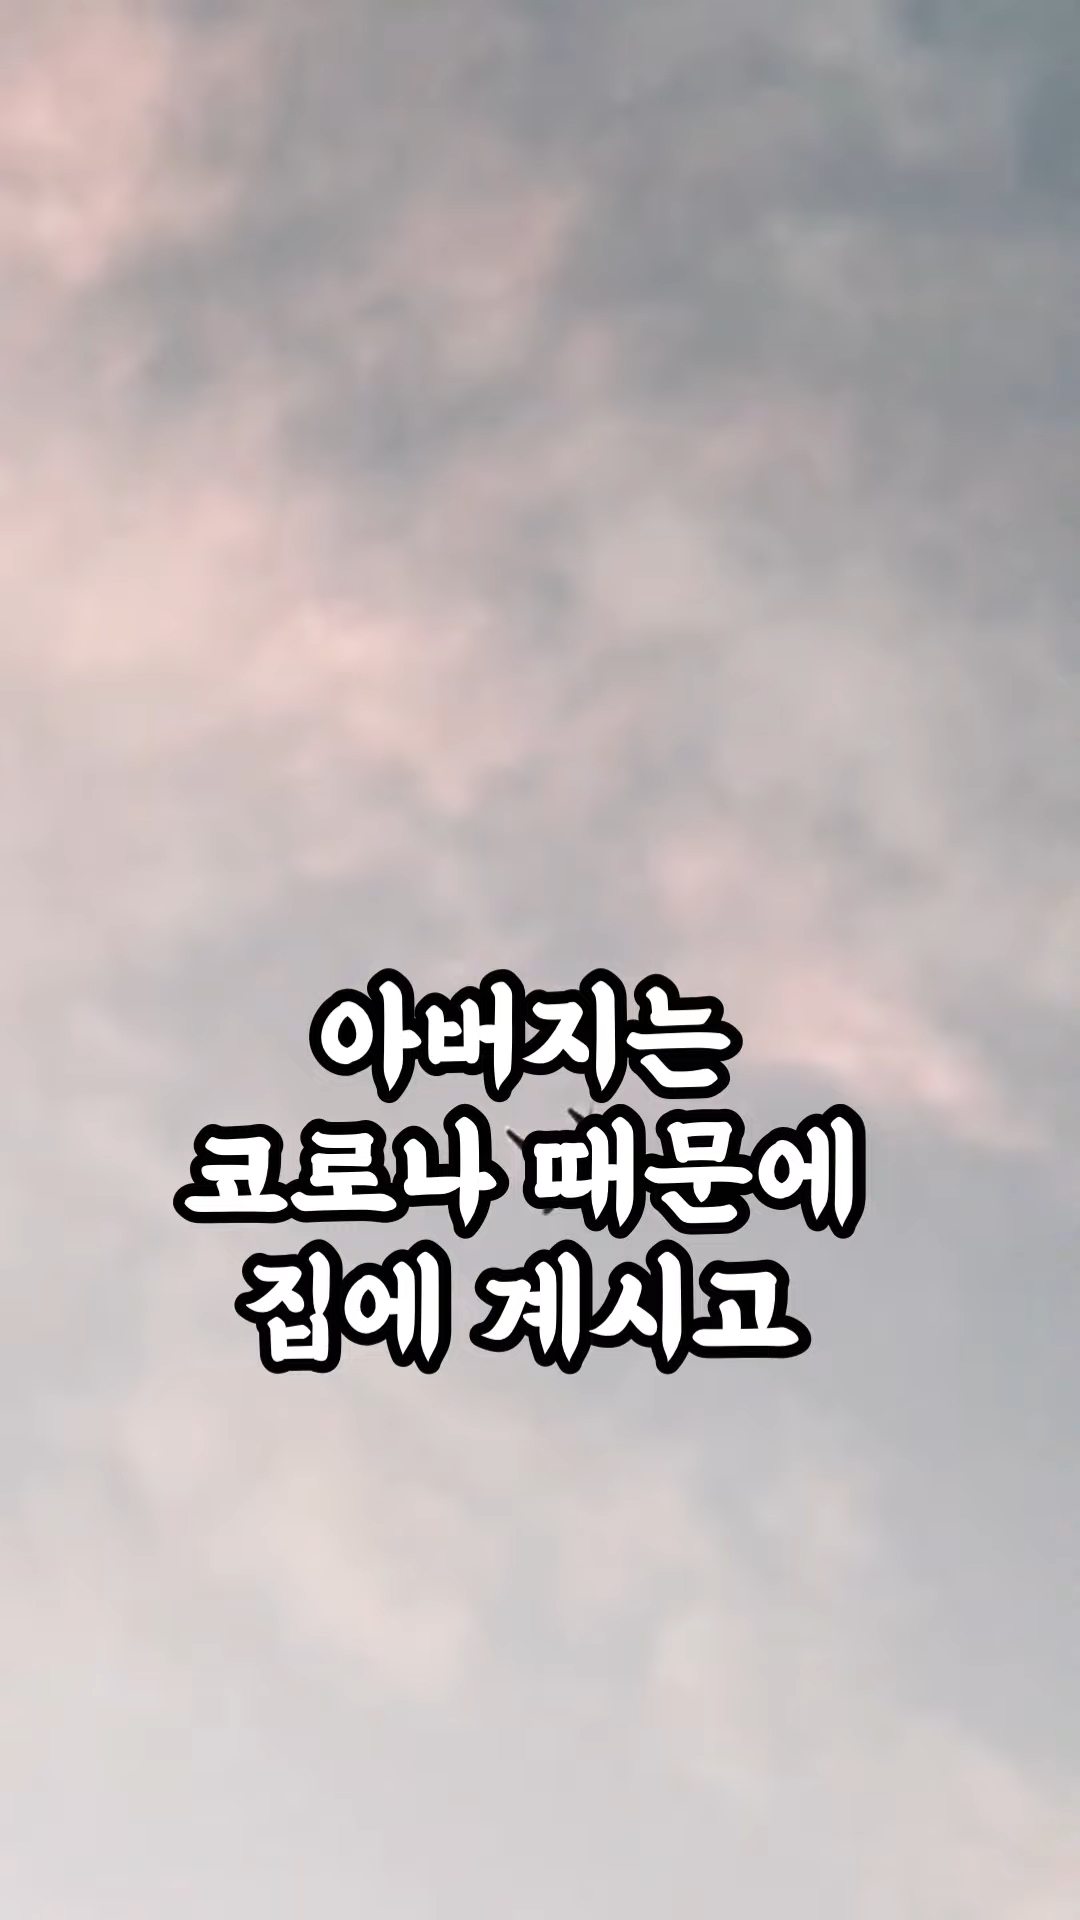 아버지는
코로나 때문에
집에 계시고